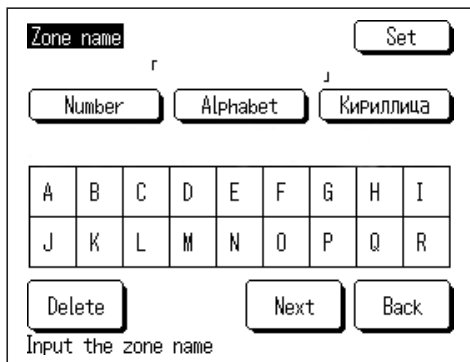 Zone name Set
「 」
Number Alphabet Кириллица
A B C D E F G H I
J K L M N O P Q R
Delete Next Back
Input the zone name